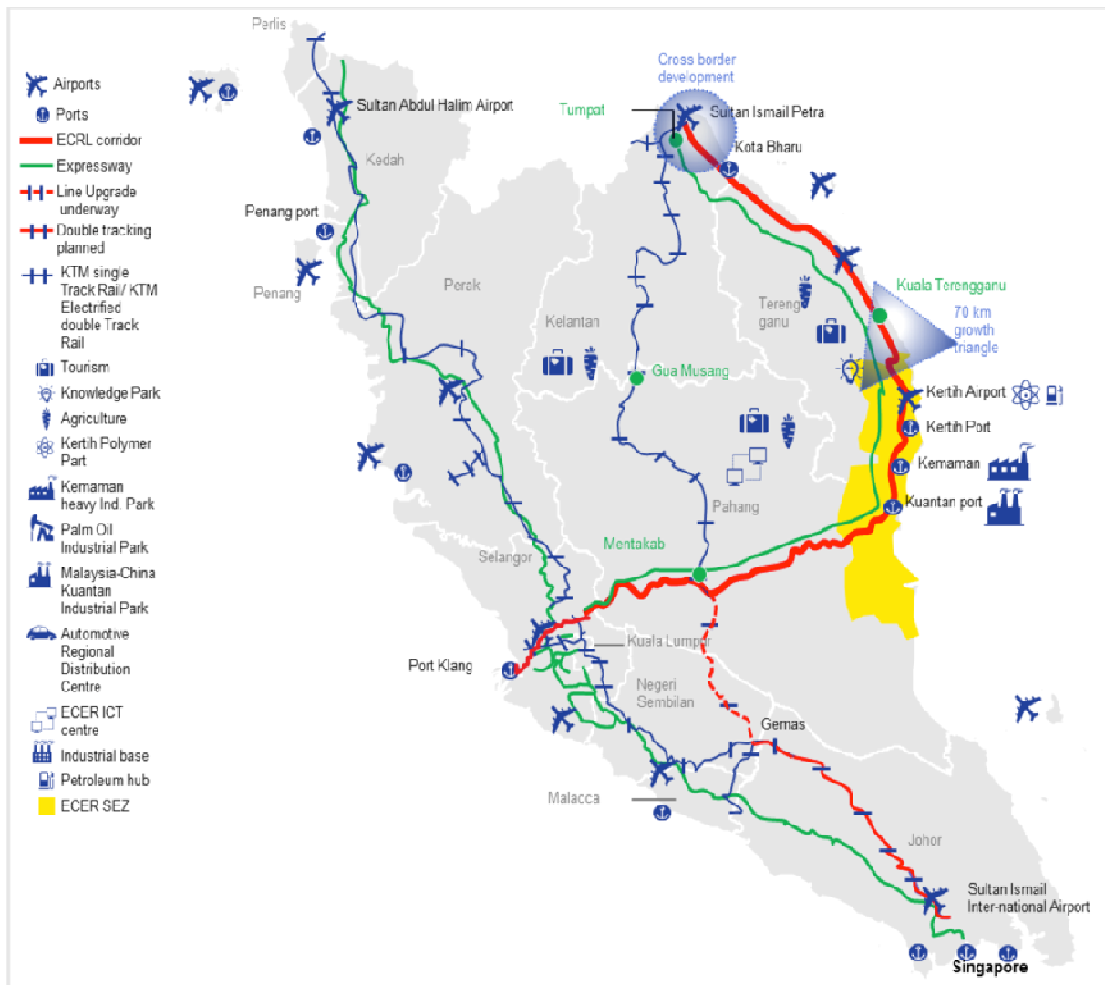 Perlis
Airports
Ports
ECRL corridor
Expressway
Line Upgrade
underway
Double tracking
planned
KTM single
Track Rail/ KTM
Electrified
double Track
Rail
Tourism
Knowledge Park
Agriculture
Kertih Polymer
Part
Kemaman
heavy Ind. Park
Palm Oil
Industrial Park
Malaysia-China
Kuantan
Industrial Park
Automotive
Regional
Distribution
Centre
ECER ICT
centre
Industrial base
Petroleum hub
ECER SEZ
Sultan Abdul Halim Airport
Kedah
Penang port
Penang
Perak
Cross border
development
Tumpat
Sultan Ismail Petra
Kota Bharu
Kelantan
Tereng
ganu
Kuala Terengganu
70 km
growth
triangle
Gua Musang
Kertih Airport
Kertih Port
Kemaman
Kuantan port
Pahang
Mentakab
Selangor
Port Klang
Kuala Lumpur
Negeri
Sembilan
Gemas
Malacca
Johor
Sultan Ismail
Inter-national Airport
Singapore